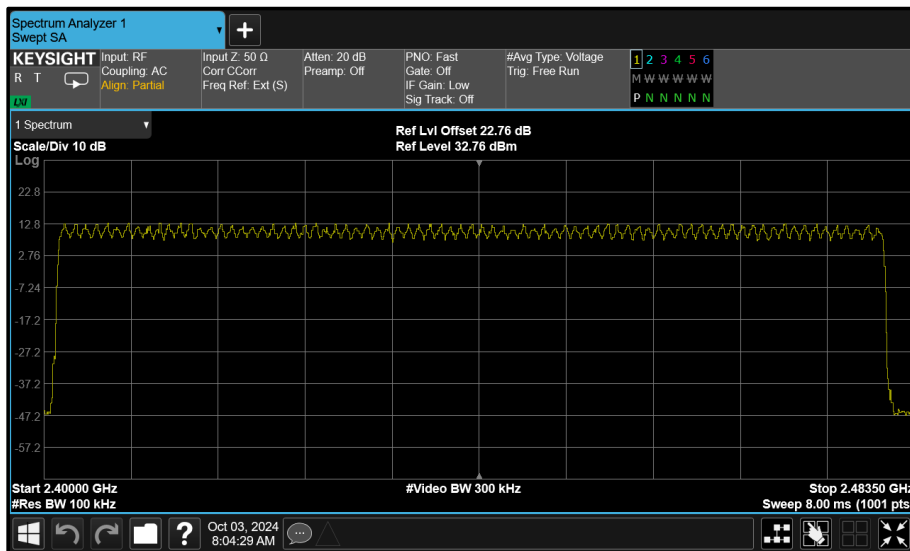 Spectrum Analyzer 1
Swept SA
KEYSIGHT
R T
LXI
Input: RF
Coupling: AC
Align: Partial
Input Z: 50 Ω
Corr CCorr
Freq Ref: Ext (S)
Atten: 20 dB
Preamp: Off
PNO: Fast
Gate: Off
IF Gain: Low
Sig Track: Off
#Avg Type: Voltage
Trig: Free Run
1 2 3 4 5 6
M W W W W W
P N N N N N
1 Spectrum
Scale/Div 10 dB
Ref Lvl Offset 22.76 dB
Ref Level 32.76 dBm
Log
22.8
12.8
2.76
-7.24
-17.2
-27.2
-37.2
-47.2
-57.2
Start 2.40000 GHz
#Res BW 100 kHz
#Video BW 300 kHz
Stop 2.48350 GHz
Sweep 8.00 ms (1001 pts
?
Oct 03, 2024
8:04:29 AM